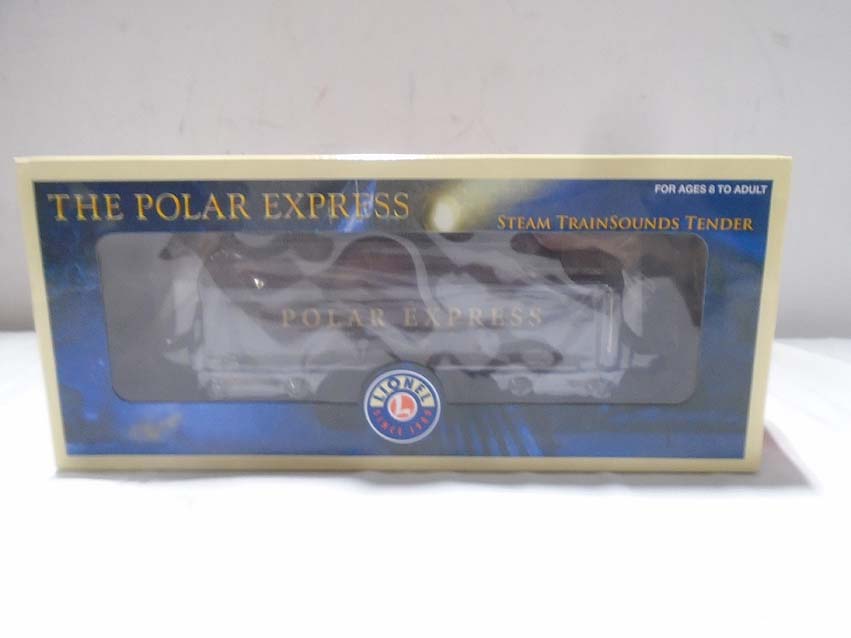 THE POLAR EXPRESS
FOR AGES 8 TO ADULT
STEAM TRAINSOUNDS TENDER
POLAR EXPRESS
LIONEL
L
SINCE 1900